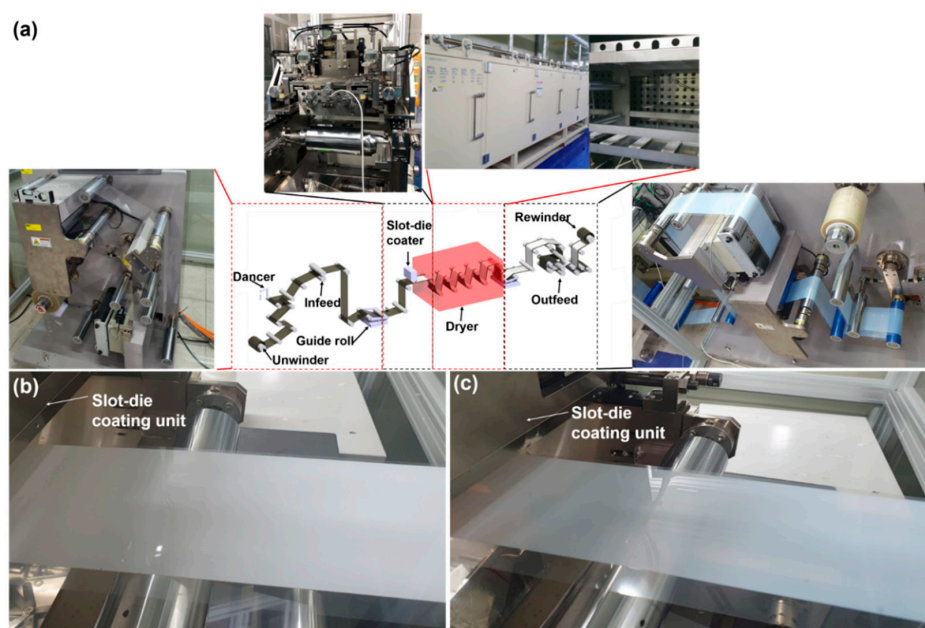 (a)
Slot-die
coater
Rewinder
Dancer
Infeed
Outfeed
Guide roll
Dryer
Unwinder
(b)
Slot-die
coating unit
(c)
Slot-die
coating unit